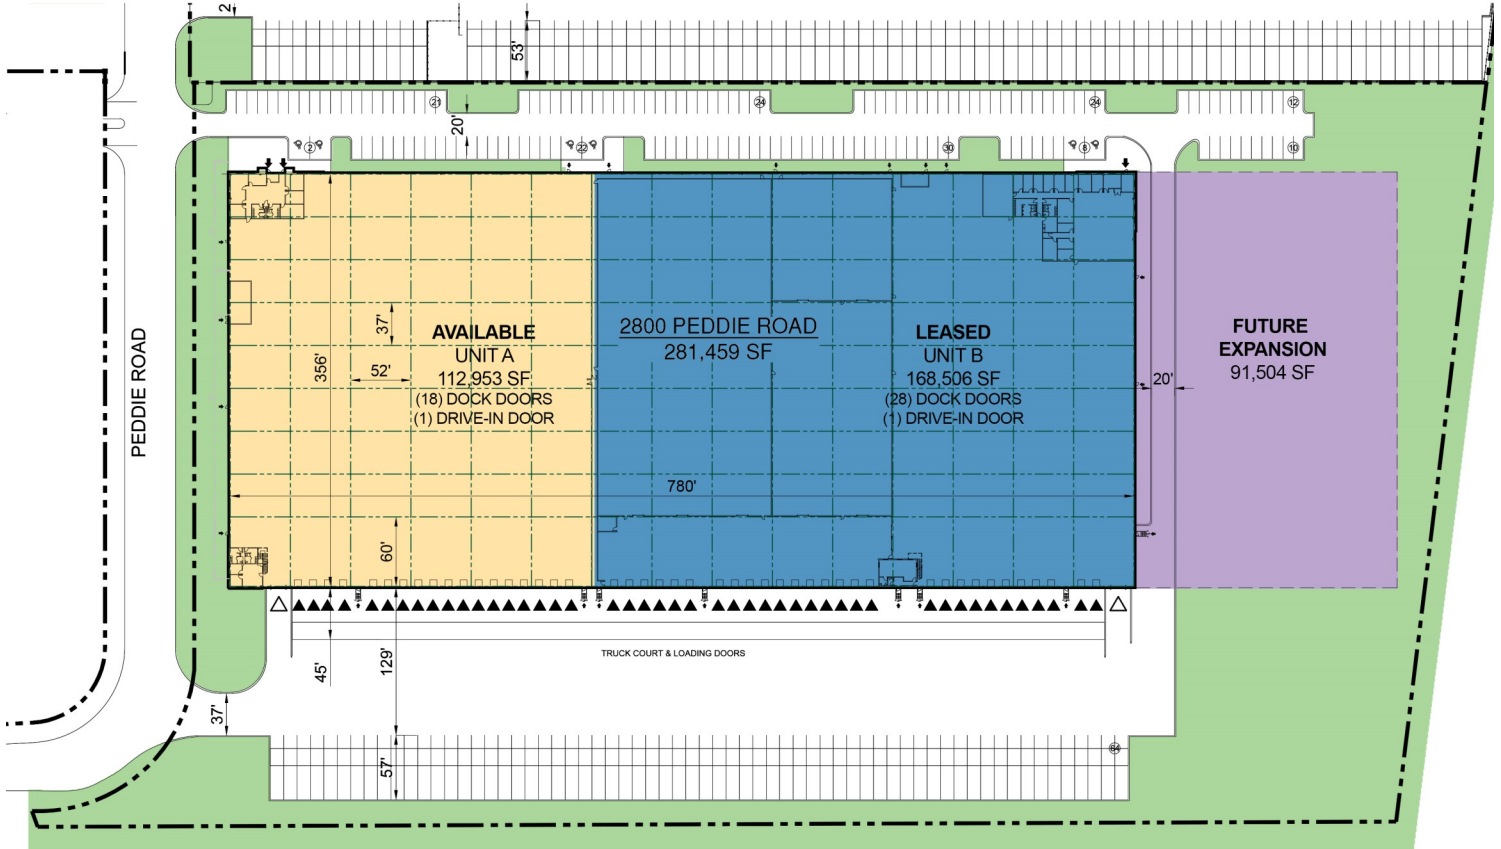 2
53'
21
24
24
12
20'
2
22
30
8
10
PEDDIE ROAD
356'
37'
52'
AVAILABLE
UNIT A
112,953 SF
(18) DOCK DOORS
(1) DRIVE-IN DOOR
2800 PEDDIE ROAD
281,459 SF
LEASED
UNIT B
168,506 SF
(28) DOCK DOORS
(1) DRIVE-IN DOOR
20'
FUTURE
EXPANSION
91,504 SF
780'
60'
TRUCK COURT & LOADING DOORS
45'
129'
37'
57'
64